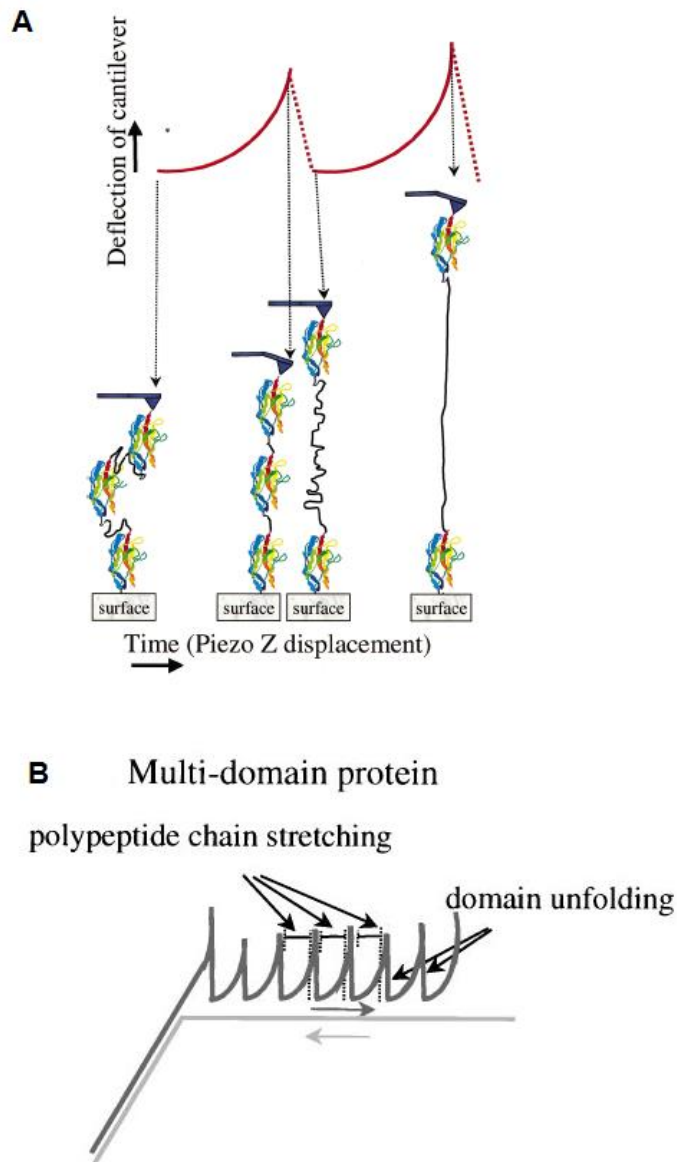 A
Deflection of cantilever
surface
surface
surface
surface
Time (Piezo Z displacement)
B
Multi-domain protein
polypeptide chain stretching
domain unfolding